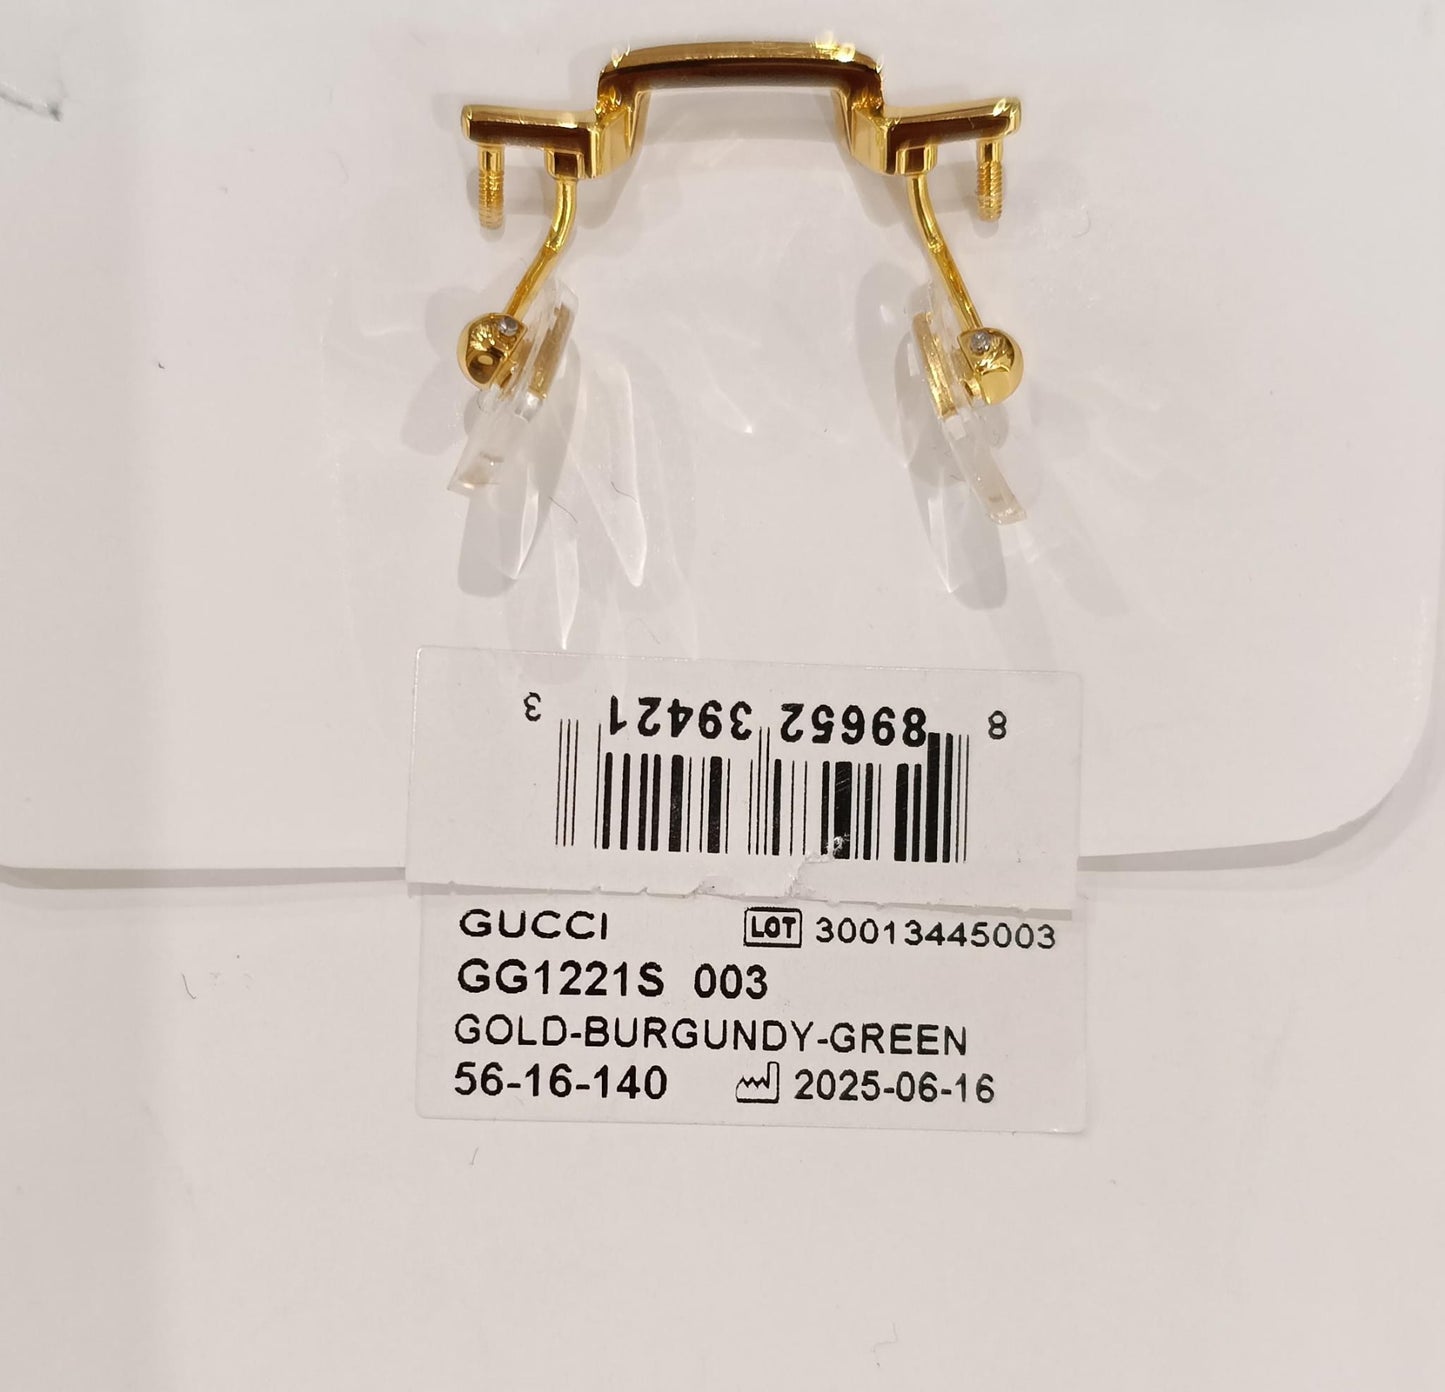 8 89652 39421 3
GUCCI LOT 30013445003
GG1221S 003
GOLD-BURGUNDY-GREEN
56-16-140 2025-06-16